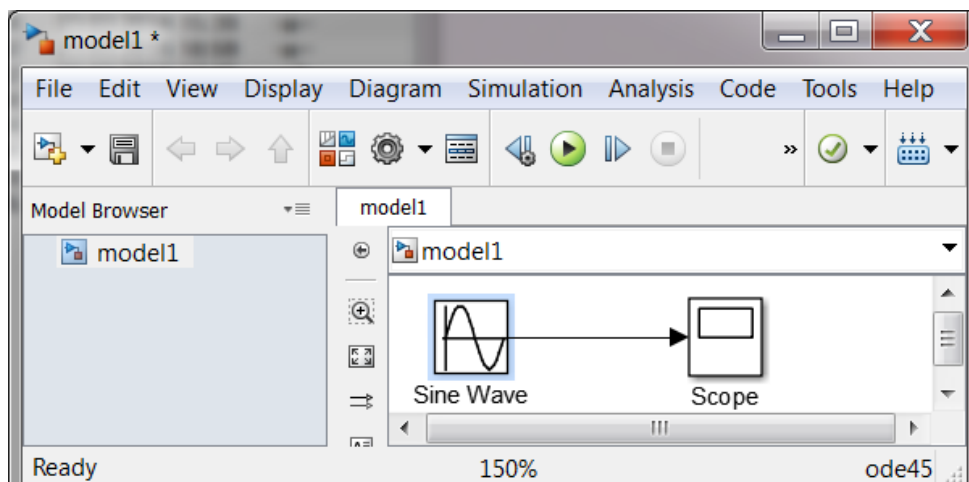 model1 *
File Edit View Display Diagram Simulation Analysis Code Tools Help
»
Model Browser
model1
model1
model1
Sine Wave
Scope
Ready
150%
ode45